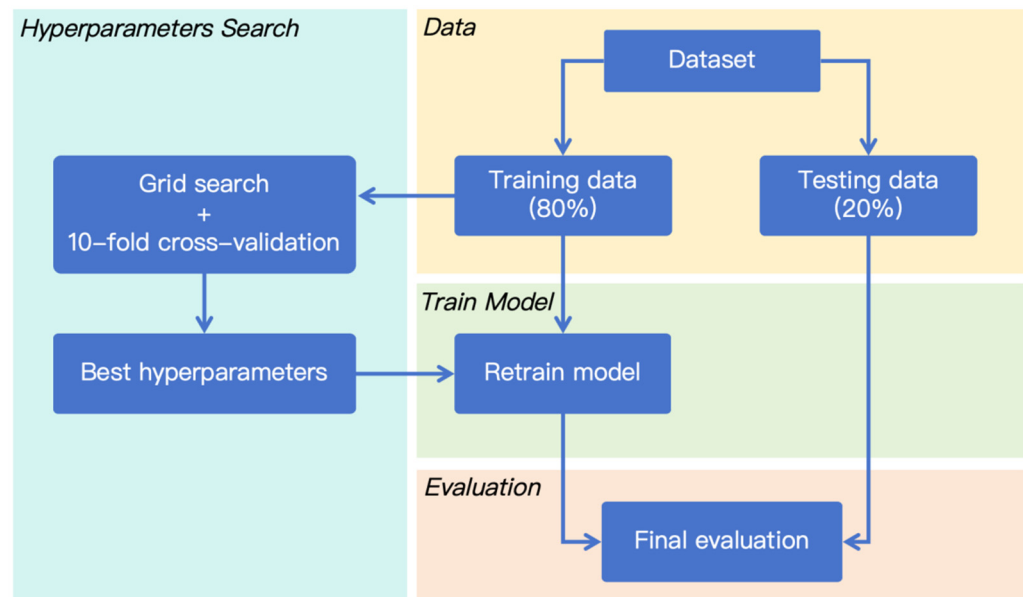 Hyperparameters Search
Data
Dataset
Grid search
+
10-fold cross-validation
Training data
(80%)
Testing data
(20%)
Train Model
Best hyperparameters
Retrain model
Evaluation
Final evaluation